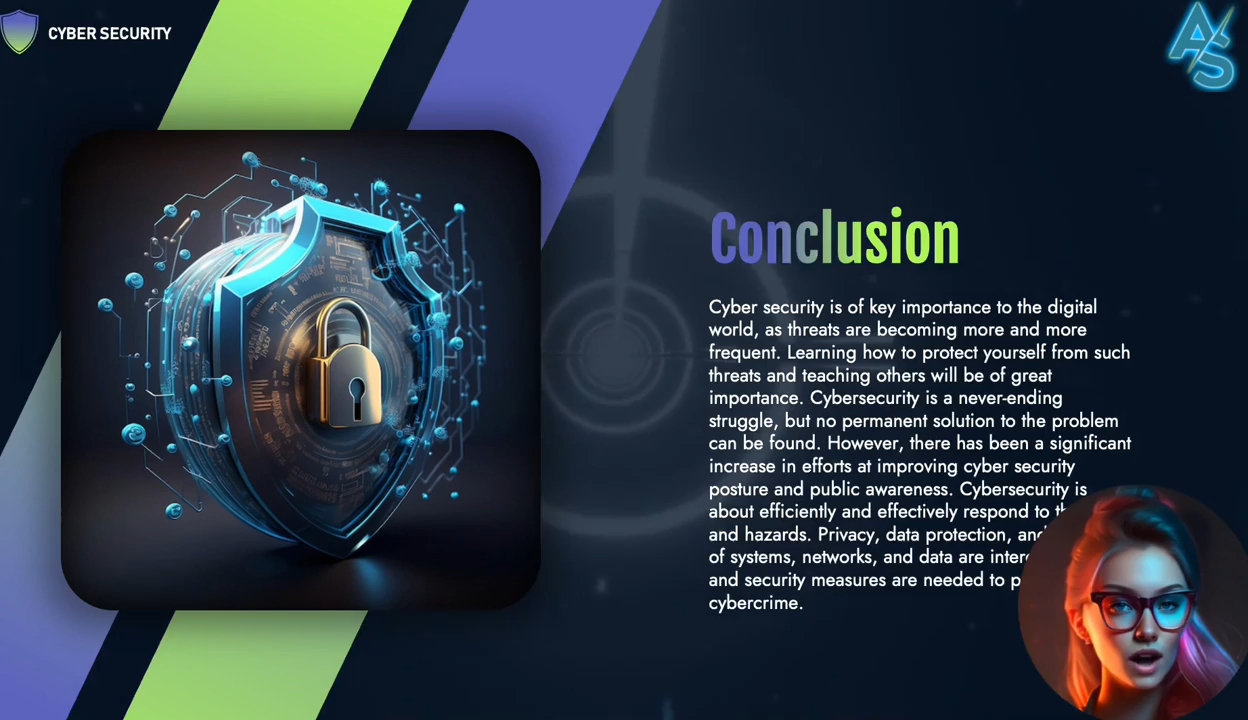 CYBER SECURITY
AS
Conclusion
Cyber security is of key importance to the digital
world, as threats are becoming more and more
frequent. Learning how to protect yourself from such
threats and teaching others will be of great
importance. Cybersecurity is a never-ending
struggle, but no permanent solution to the problem
can be found. However, there has been a significant
increase in efforts at improving cyber security
posture and public awareness. Cybersecurity is
about efficiently and effectively respond to
and hazards. Privacy, data protection,
of systems, networks, and data are
and security measures are needed to
cybercrime.